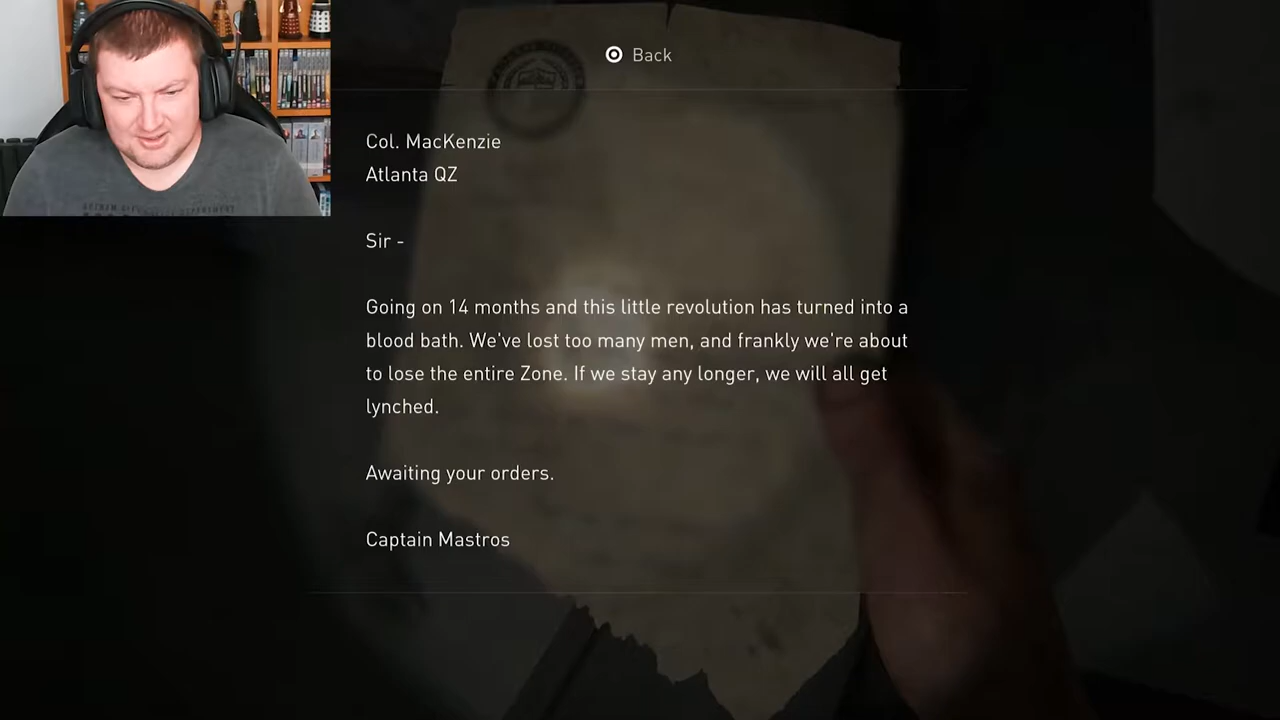 Back
Col. MacKenzie
Atlanta QZ
Sir -
Going on 14 months and this little revolution has turned into a
blood bath. We've lost too many men, and frankly we're about
to lose the entire Zone. If we stay any longer, we will all get
lynched.
Awaiting your orders.
Captain Mastros